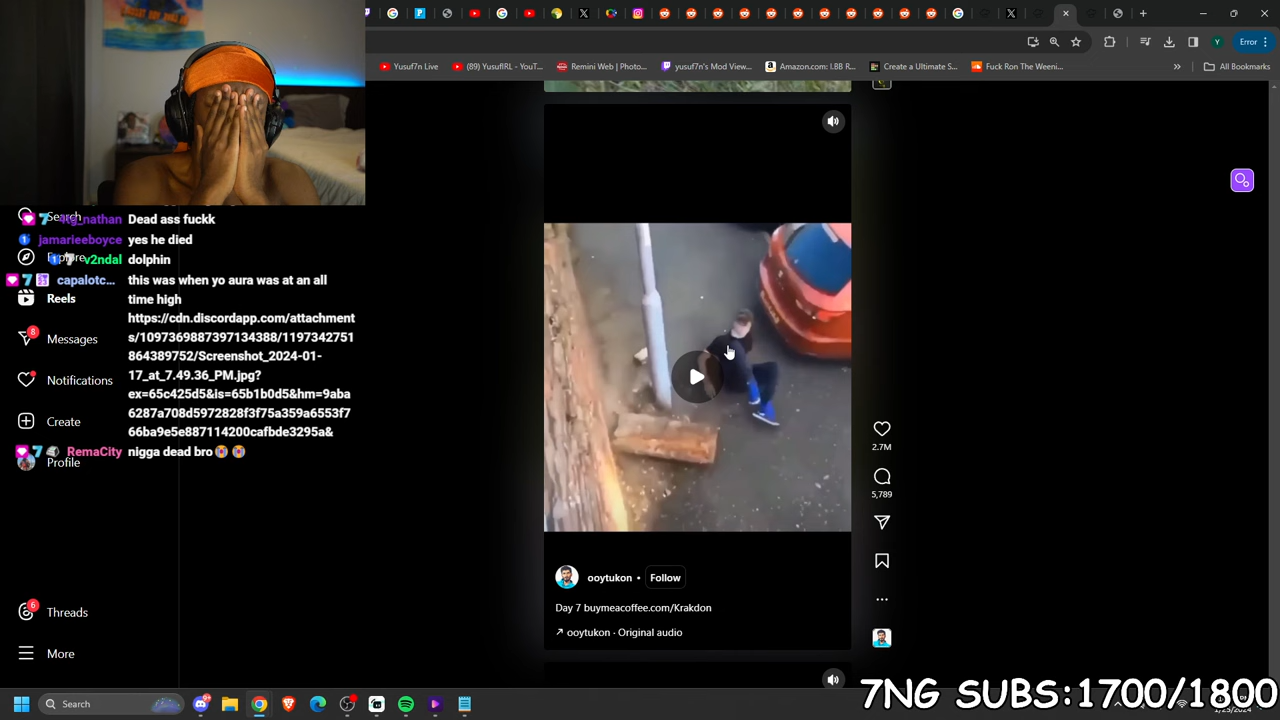 Error
Yusuf7n Live
(89) YusufIRL - YouT...
Remini Web | Photo...
yusuf7n's Mod View...
Amazon.com: LBB R...
Create a Ultimate S...
Fuck Ron The Weeni...
All Bookmarks
Search
nathan Dead ass fuckk
jamarieeboyce yes he died
v2ndal dolphin
capalotc... this was when yo aura was at an all
time high
https://cdn.discordapp.com/attachment
s/1097369887397134388/1197342751
864389752/Screenshot_2024-01-
17_at_7.49.36_PM.jpg?
ex=65c425d5&is=65b1b0d5&hm=9aba
6287a708d5972828f3f75a359a6553f7
66ba9e5e887114200cafbde3295a&
RemaCity nigga dead bro
Explore
Reels
8
Messages
Notifications
Create
Profile
6
Threads
More
2.7M
5,789
ooytukon • Follow
Day 7 buymeacoffee.com/Krakdon
ooytukon · Original audio
Search
7NG SUBS:1700/1800